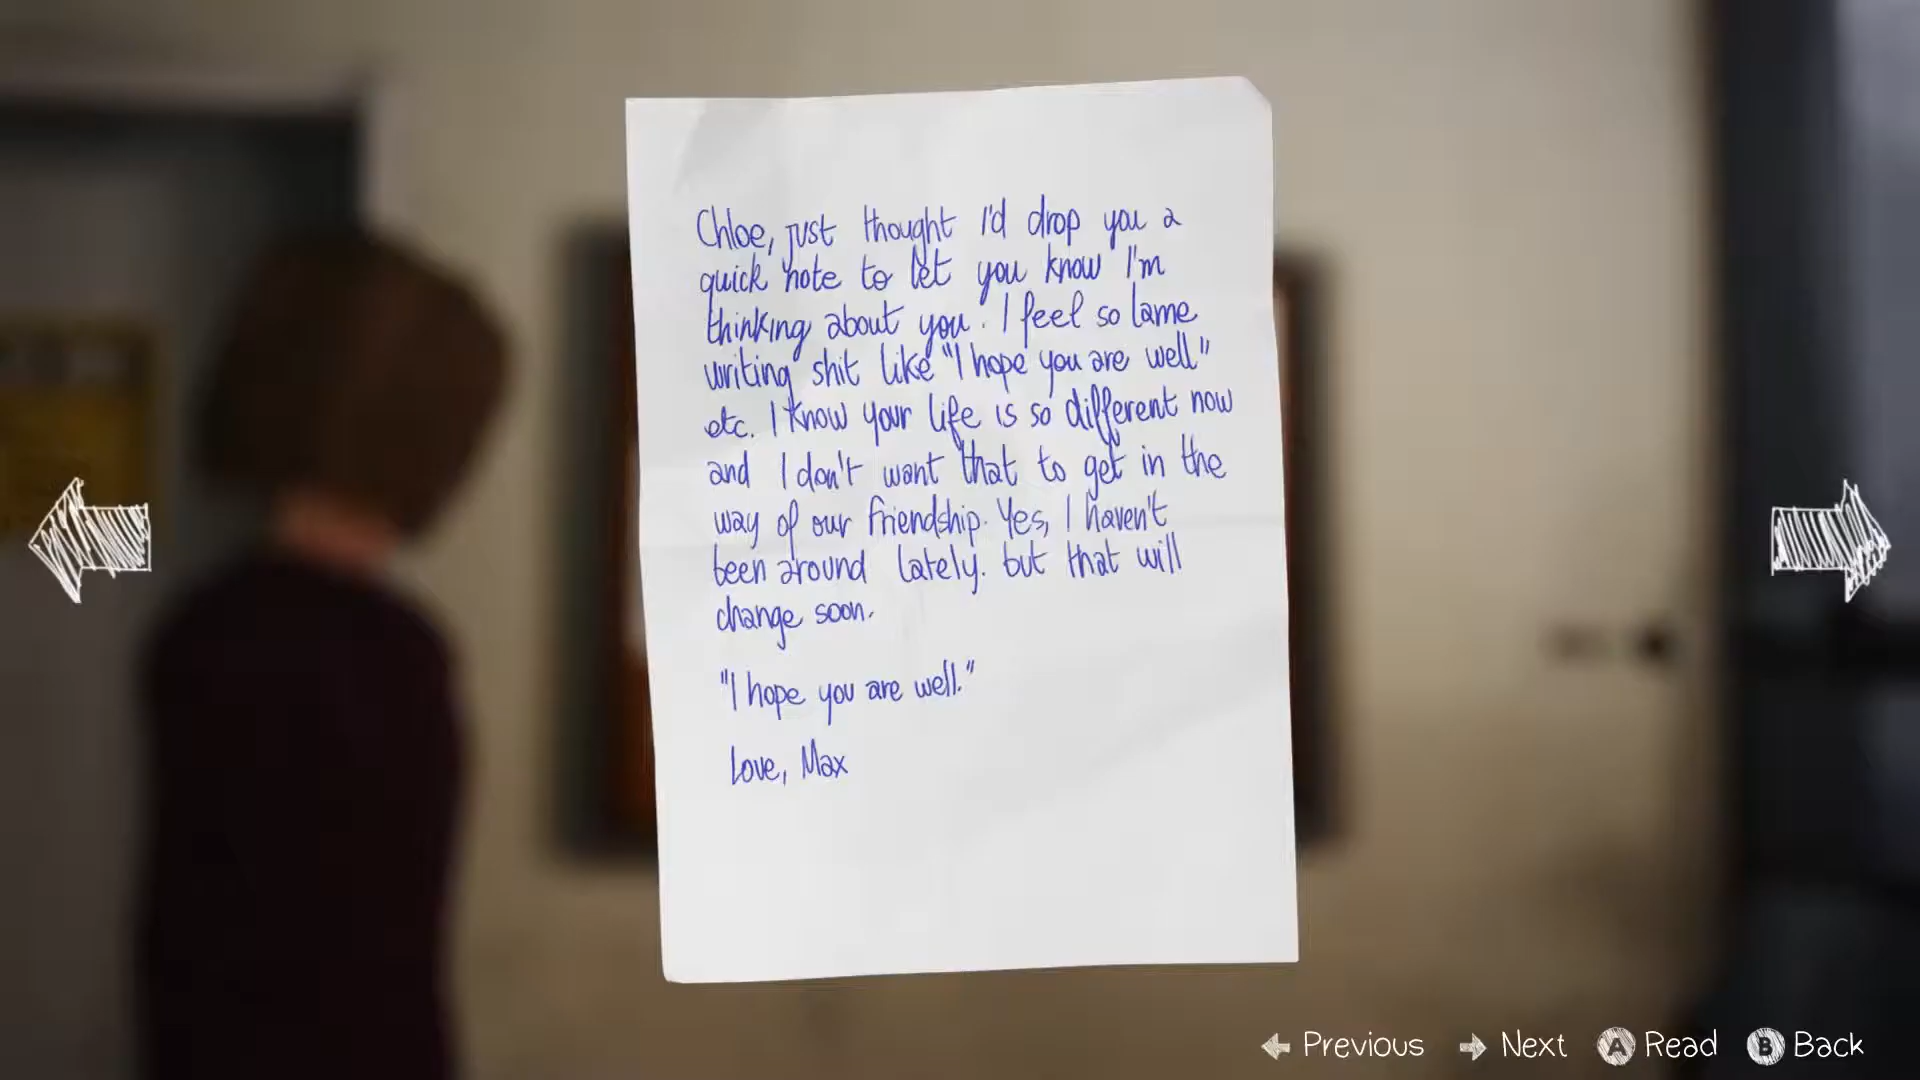 Chloe, just thought I'd drop you a
quick note to let you know I'm
thinking about you. I feel so lame
writing shit like "I hope you are well"
etc. I know your life is so different now
and I don't want that to get in the
way of our friendship. Yes, I haven't
been around lately. but that will
change soon.
"I hope you are well."
Love, Max
Previous Next A Read B Back